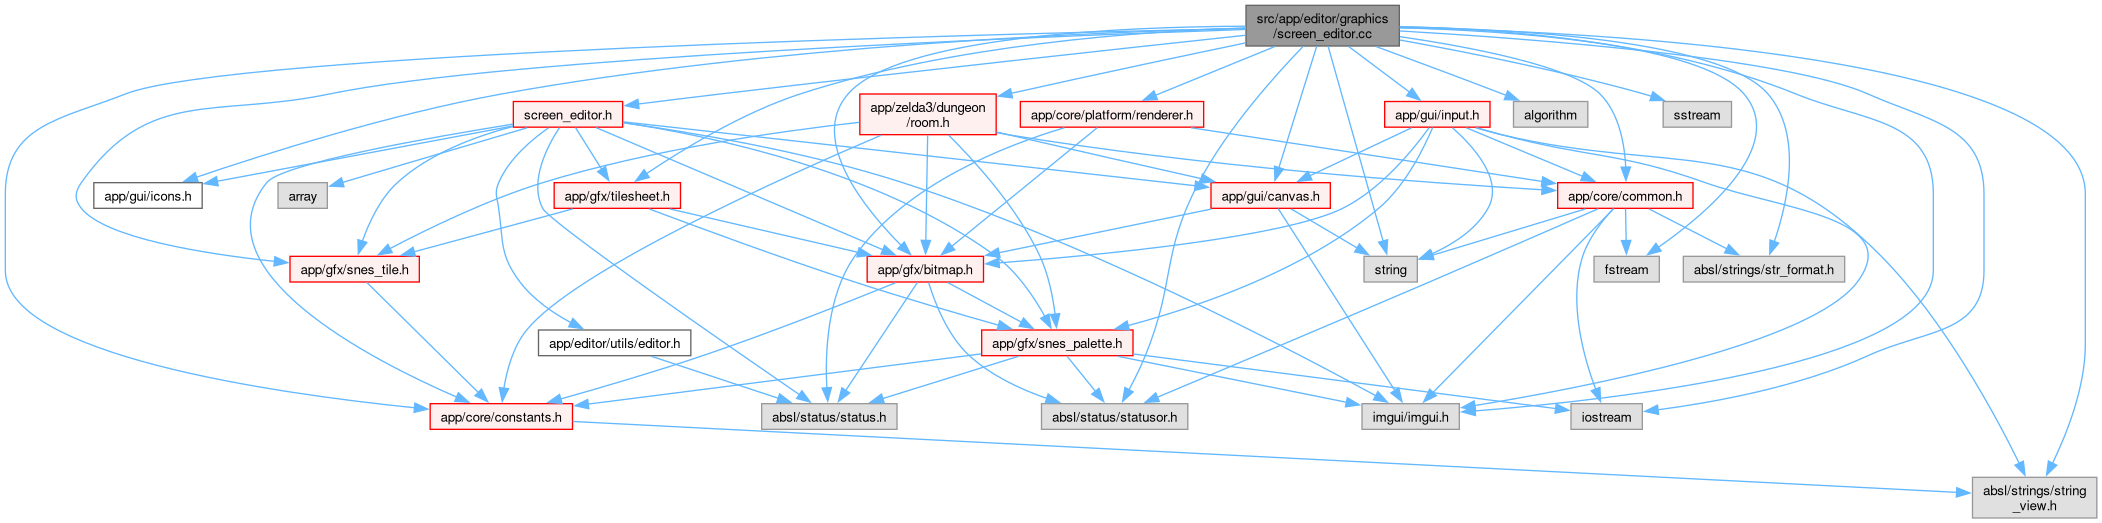 src/app/editor/graphics
/screen_editor.cc
screen_editor.h
app/zelda3/dungeon
/room.h
app/core/platform/renderer.h
app/gui/input.h
algorithm
sstream
app/gui/icons.h
array
app/gfx/tilesheet.h
app/gui/canvas.h
app/core/common.h
app/gfx/snes_tile.h
app/gfx/bitmap.h
string
fstream
absl/strings/str_format.h
app/editor/utils/editor.h
app/gfx/snes_palette.h
app/core/constants.h
absl/status/status.h
absl/status/statusor.h
imgui/imgui.h
iostream
absl/strings/string
_view.h